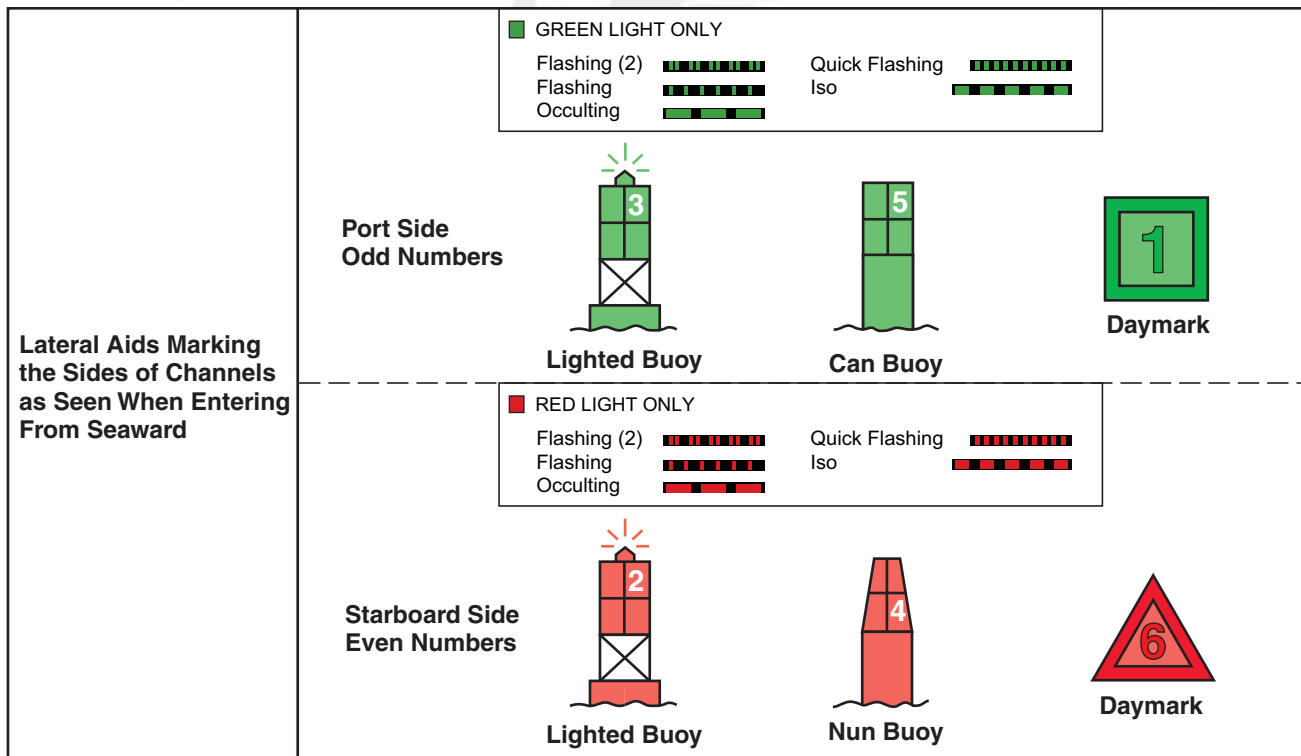 Lateral Aids Marking
the Sides of Channels
as Seen When Entering
From Seaward
GREEN LIGHT ONLY
Flashing (2)
Flashing
Occulting
Quick Flashing
Iso
Port Side
Odd Numbers
3
Lighted Buoy
5
Can Buoy
1
Daymark
RED LIGHT ONLY
Flashing (2)
Flashing
Occulting
Quick Flashing
Iso
Starboard Side
Even Numbers
2
Lighted Buoy
4
Nun Buoy
6
Daymark